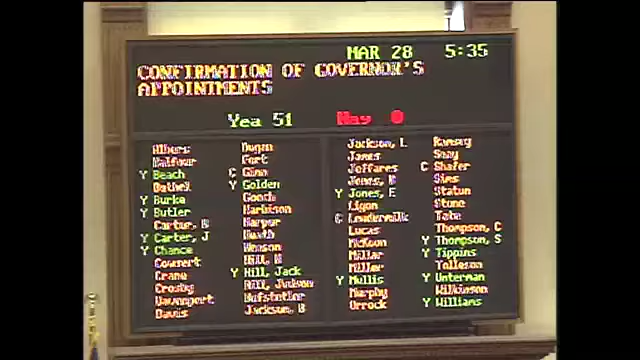 MAR 28 5:35
CONFIRMATION OF GOVERNOR'S
APPOINTMENTS
Yea 51 Nay 0
Albers
Balfour
Y Beach
Bethel
Y Burke
Y Butler
Carter, B
Y Carter, J
Y Chance
Cowsert
Crane
Crosby
Davenport
Davis
Dugan
Fort
C Ginn
Y Golden
Gooch
Harbison
Harper
Heath
Henson
Hill, H
Y Hill, Jack
Hill, Judson
Hufstetler
Jackson, B
Jackson, L
James
Jeffares
Jones, B
Y Jones, E
Ligon
C Loudermilk
Lucas
McKoon
Millar
Miller
Y Mullis
Murphy
Orrock
Ramsey
Seay
C Shafer
Sims
Staton
Stone
Tate
Thompson, C
Y Thompson, S
Y Tippins
Tolleson
Y Unterman
Wilkinson
Y Williams